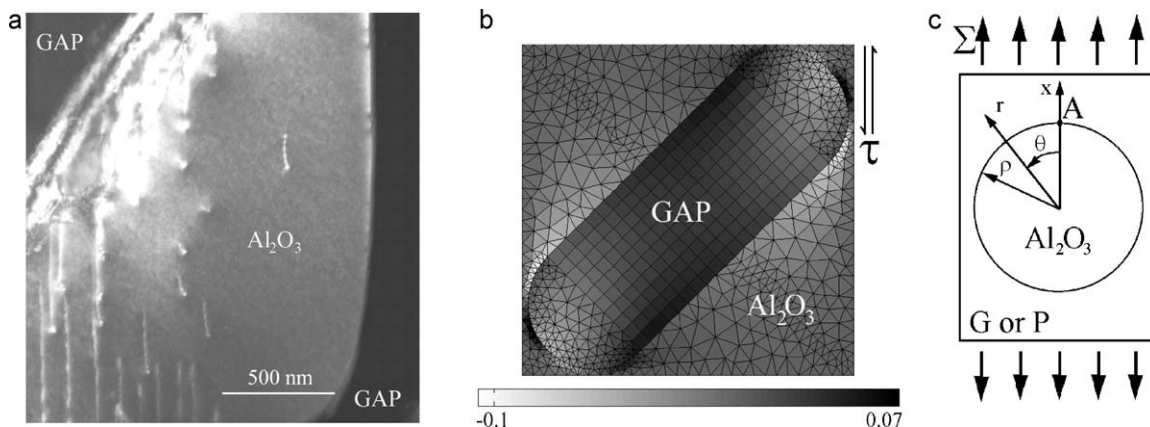 a
GAP
Al2O3
500 nm
GAP
b
τ
GAP
Al2O3
-0.1
0.07
c
Σ
x
r
A
θ
ρ
Al2O3
G or P